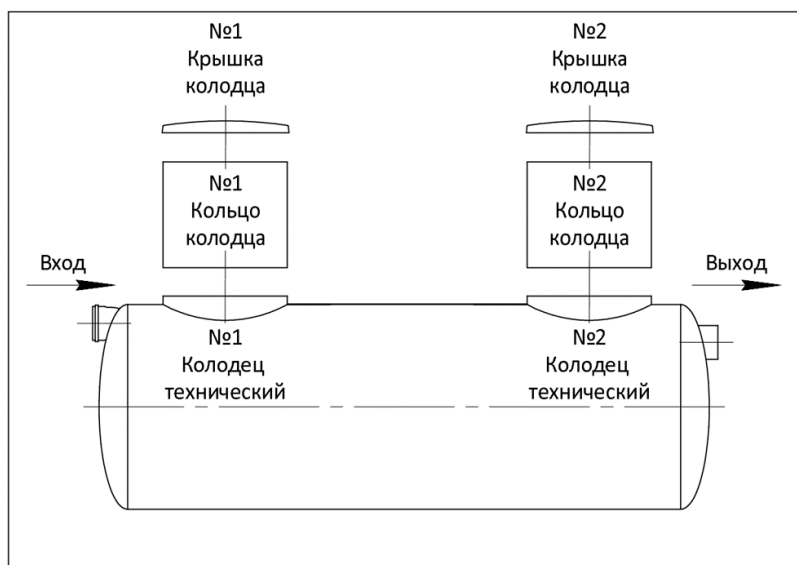 №1
Крышка
колодца
№2
Крышка
колодца
№1
Кольцо
колодца
№2
Кольцо
колодца
Вход
Выход
№1
Колодец
технический
№2
Колодец
технический